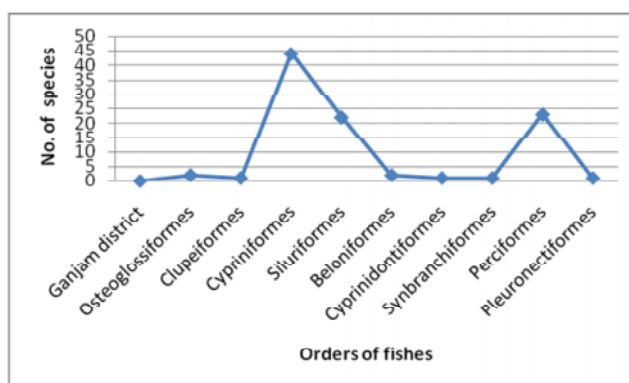 No. of species
50
45
40
35
30
25
20
15
10
5
0
Ganjam district
Osteoglossiformes
Clupeiformes
Cypriniformes
Siluriformes
Beloniformes
Cyprinidontiformes
Synbranchiformes
Perciformes
Pleuronectiformes
Orders of fishes